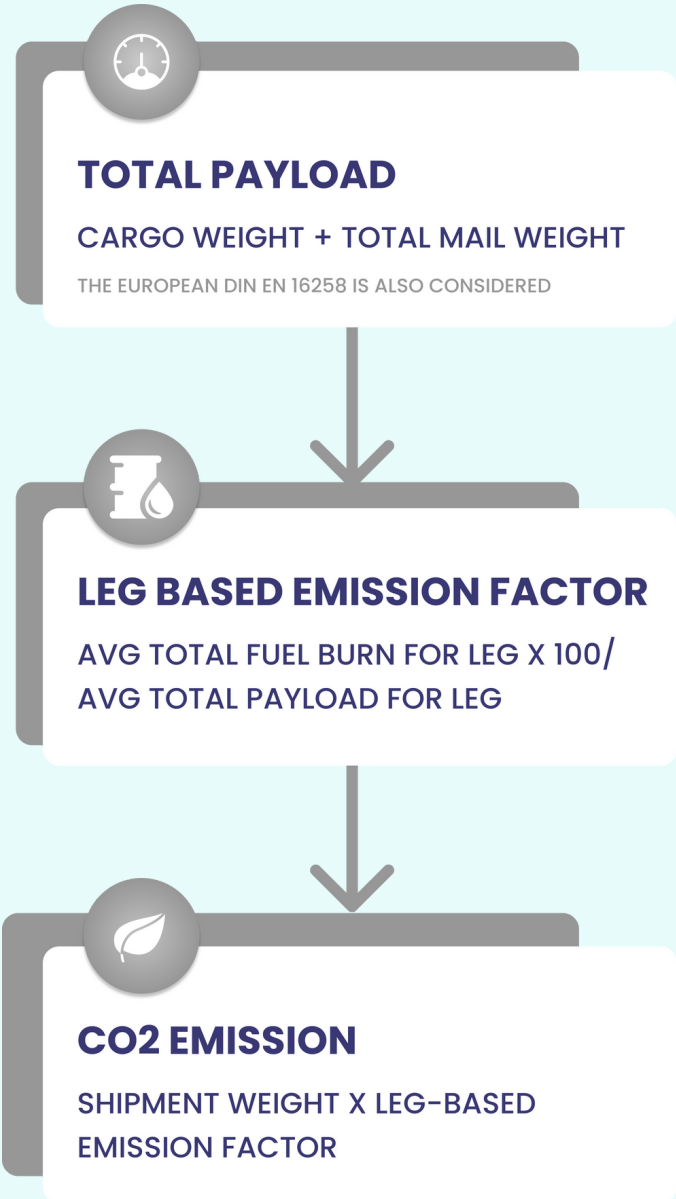 TOTAL PAYLOAD
CARGO WEIGHT + TOTAL MAIL WEIGHT
THE EUROPEAN DIN EN 16258 IS ALSO CONSIDERED
LEG BASED EMISSION FACTOR
AVG TOTAL FUEL BURN FOR LEG X 100/
AVG TOTAL PAYLOAD FOR LEG
CO2 EMISSION
SHIPMENT WEIGHT X LEG-BASED
EMISSION FACTOR